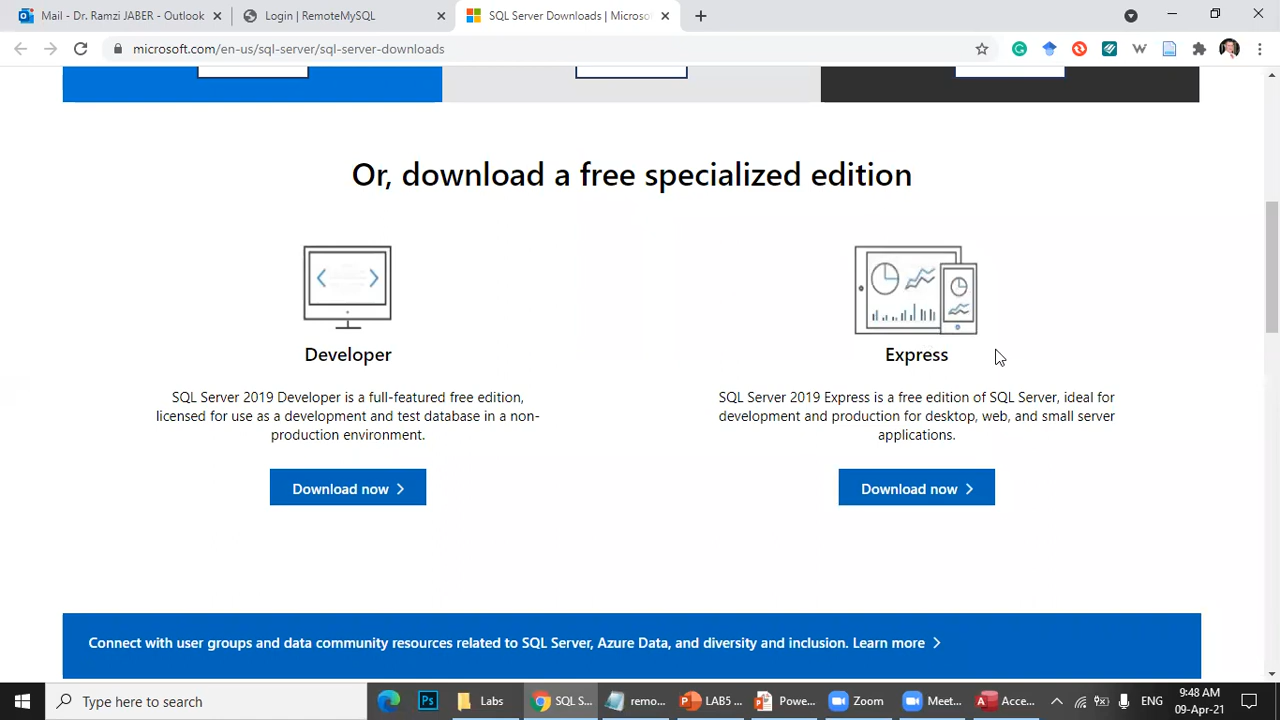 Mail - Dr. Ramzi JABER - Outlook
Login | RemoteMySQL
SQL Server Downloads | Microso
microsoft.com/en-us/sql-server/sql-server-downloads
Or, download a free specialized edition
Developer
SQL Server 2019 Developer is a full-featured free edition,
licensed for use as a development and test database in a non-
production environment.
Download now
Express
SQL Server 2019 Express is a free edition of SQL Server, ideal for
development and production for desktop, web, and small server
applications.
Download now
Connect with user groups and data community resources related to SQL Server, Azure Data, and diversity and inclusion. Learn more
Type here to search
Ps
Labs
SQL S...
remo...
LAB5 ...
Powe...
Zoom
Meet...
Acce...
ENG
9:48 AM
09-Apr-21